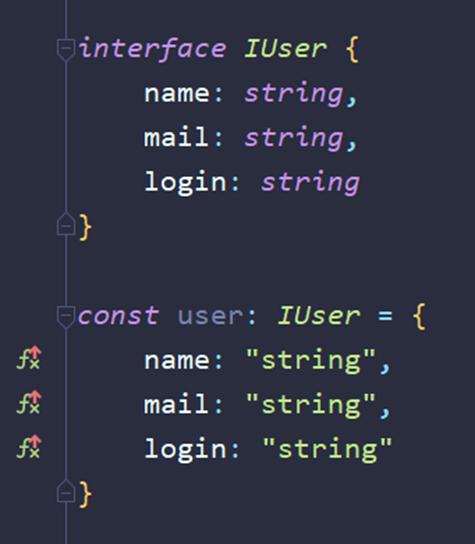 interface IUser {
    name: string,
    mail: string,
    login: string
}
const user: IUser = {
    name: "string",
    mail: "string",
    login: "string"
}